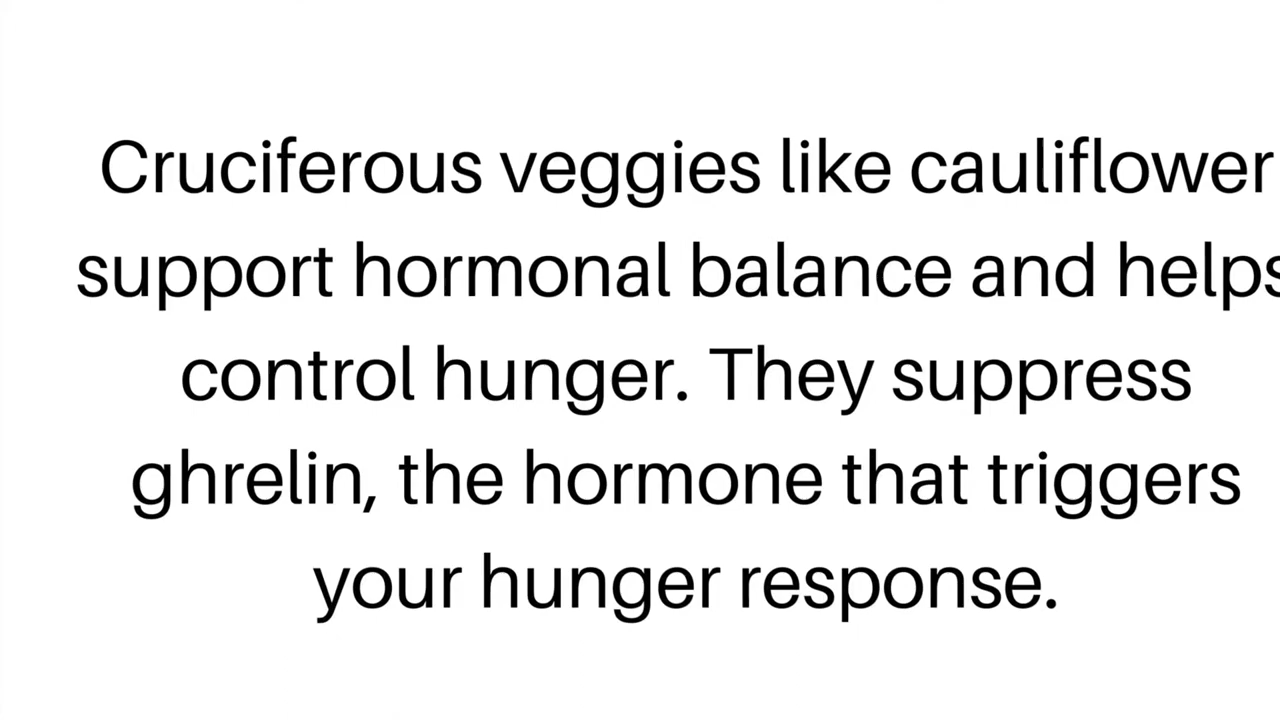 Cruciferous veggies like cauliflower
support hormonal balance and helps
control hunger. They suppress
ghrelin, the hormone that triggers
your hunger response.